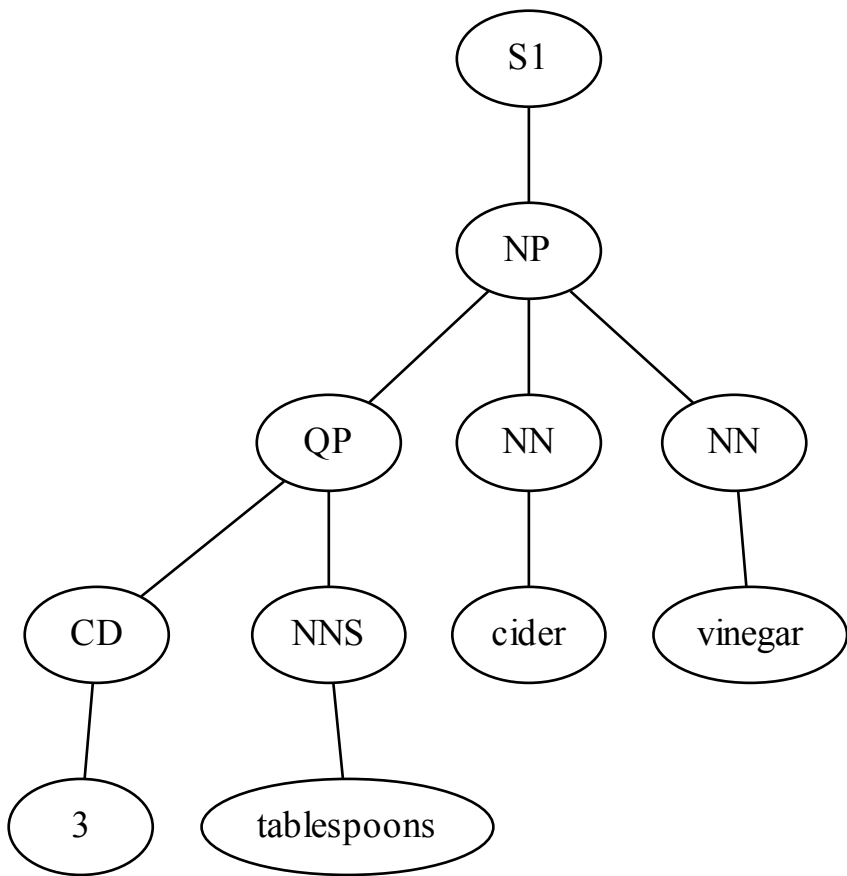 S1
NP
QP NN NN
CD NNS cider vinegar
3 tablespoons